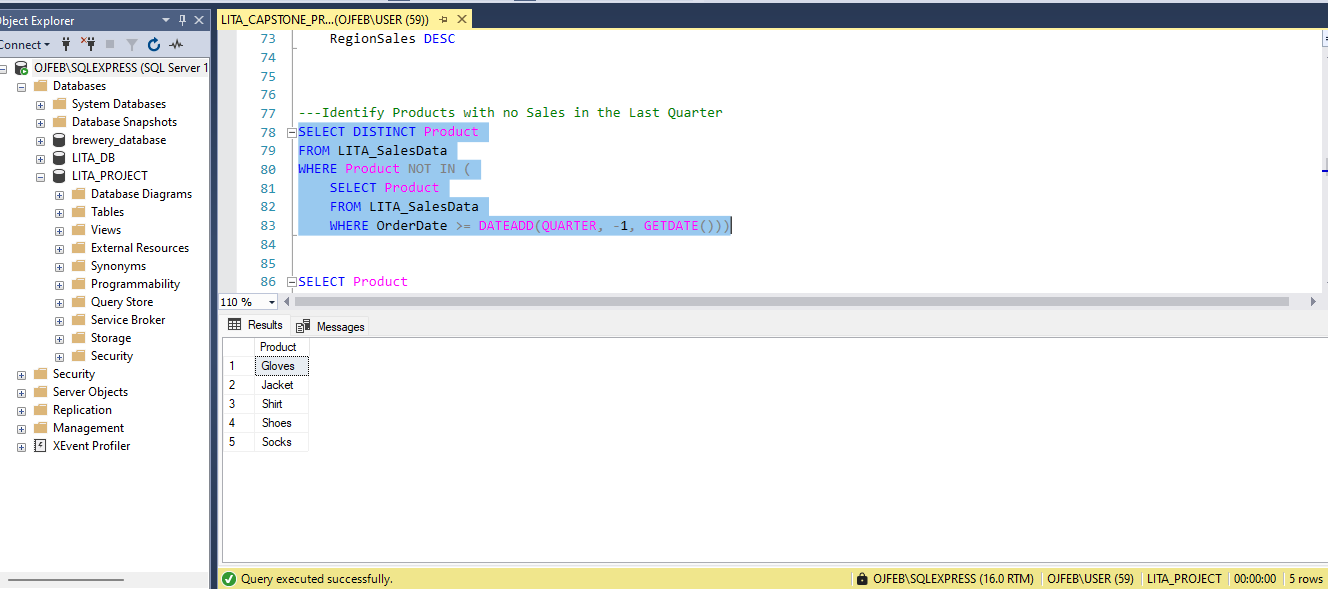 Object Explorer
Connect
OJFEB\SQLEXPRESS (SQL Server 1
Databases
System Databases
Database Snapshots
brewery_database
LITA_DB
LITA_PROJECT
Database Diagrams
Tables
Views
External Resources
Synonyms
Programmability
Query Store
Service Broker
Storage
Security
Security
Server Objects
Replication
Management
XEvent Profiler
LITA_CAPSTONE_PR...(OJFEB\USER (59))
73 RegionSales DESC
74
75
76
77 ---Identify Products with no Sales in the Last Quarter
78 SELECT DISTINCT Product
79 FROM LITA_SalesData
80 WHERE Product NOT IN (
81 SELECT Product
82 FROM LITA_SalesData
83 WHERE OrderDate >= DATEADD(QUARTER, -1, GETDATE()))
84
85
86 SELECT Product
110 %
Results Messages
Product
1 Gloves
2 Jacket
3 Shirt
4 Shoes
5 Socks
Query executed successfully. OJFEB\SQLEXPRESS (16.0 RTM) OJFEB\USER (59) LITA_PROJECT 00:00:00 5 rows